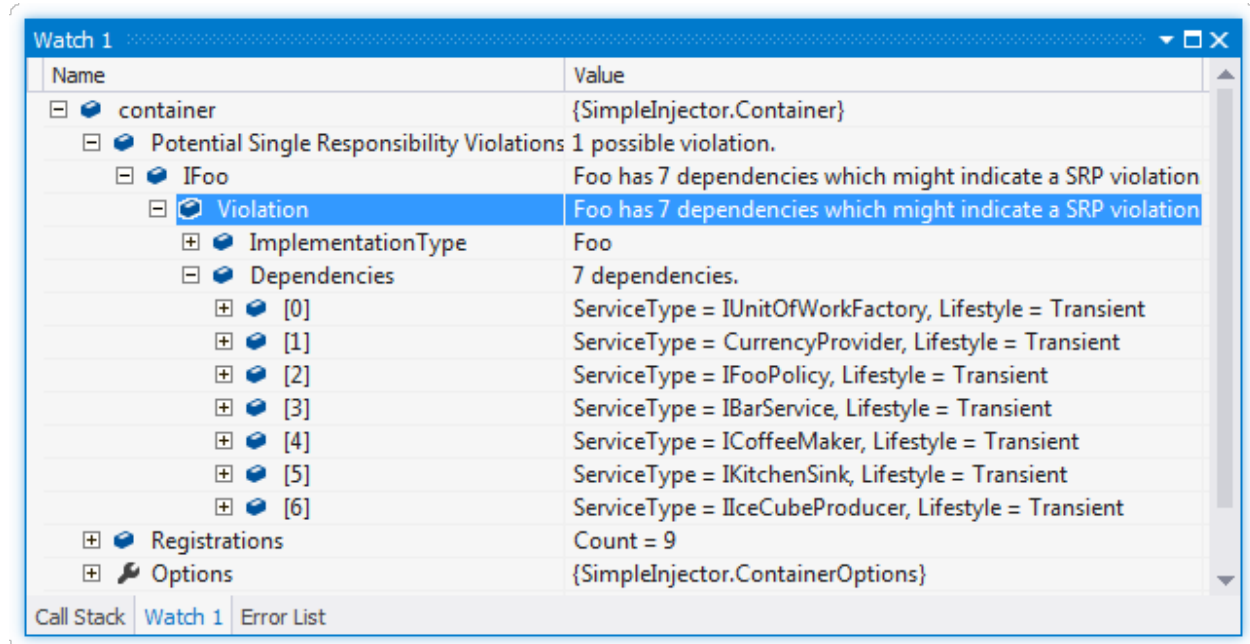 Watch 1
Name Value
container {SimpleInjector.Container}
Potential Single Responsibility Violations 1 possible violation.
IFoo Foo has 7 dependencies which might indicate a SRP violation
Violation Foo has 7 dependencies which might indicate a SRP violation
ImplementationType Foo
Dependencies 7 dependencies.
[0] ServiceType = IUnitOfWorkFactory, Lifestyle = Transient
[1] ServiceType = CurrencyProvider, Lifestyle = Transient
[2] ServiceType = IFooPolicy, Lifestyle = Transient
[3] ServiceType = IBarService, Lifestyle = Transient
[4] ServiceType = ICoffeeMaker, Lifestyle = Transient
[5] ServiceType = IKitchenSink, Lifestyle = Transient
[6] ServiceType = IIceCubeProducer, Lifestyle = Transient
Registrations Count = 9
Options {SimpleInjector.ContainerOptions}
Call Stack Watch 1 Error List